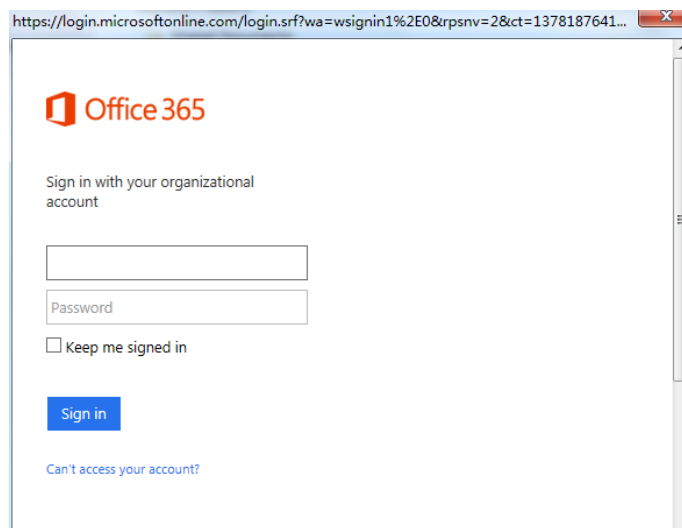 https://login.microsoftonline.com/login.srf?wa=wsignin1%2E0&rpsnv=2&ct=1378187641...
Office 365
Sign in with your organizational
account
Password
Keep me signed in
Sign in
Can't access your account?